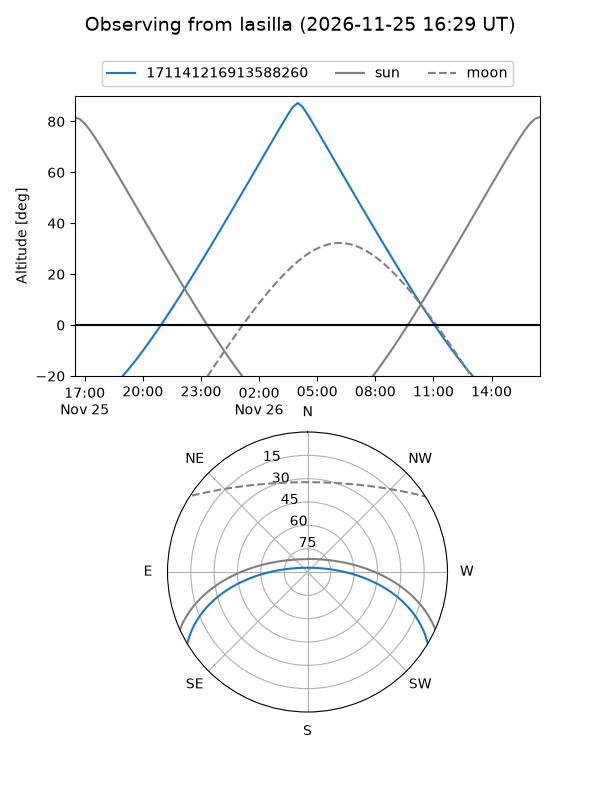 Observing from lasilla (2026-11-25 16:29 UT)
171141216913588260 sun moon
Altitude [deg]
80
60
40
20
0
−20
17:00 20:00 23:00 02:00 05:00 08:00 11:00 14:00
Nov 25 Nov 26
N
NE NW
15
30
45
60
75
E W
SE SW
S